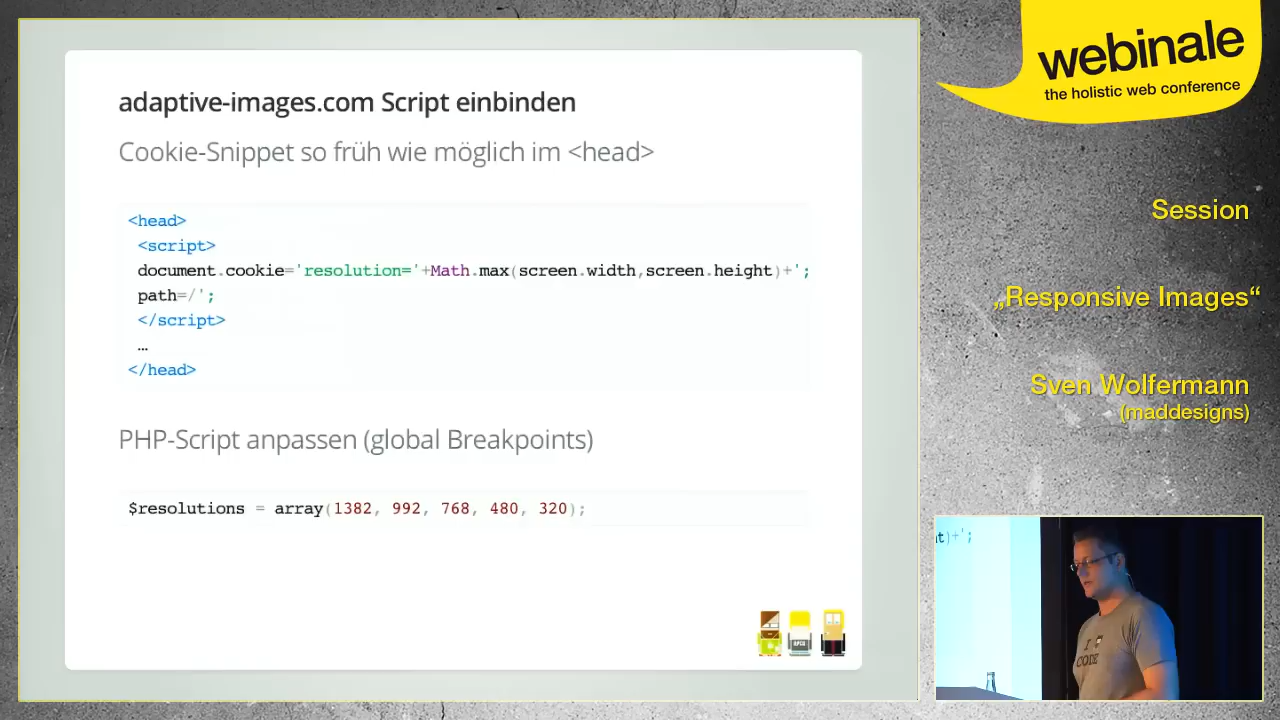 adaptive-images.com Script einbinden
Cookie-Snippet so früh wie möglich im <head>
<head>
<script>
document.cookie='resolution='+Math.max(screen.width,screen.height)+';
path=/';
</script>
…
</head>
PHP-Script anpassen (global Breakpoints)
$resolutions = array(1382, 992, 768, 480, 320);
webinale
the holistic web conference
Session
„Responsive Images“
Sven Wolfermann
(maddesigns)
t)+';
I
CODE